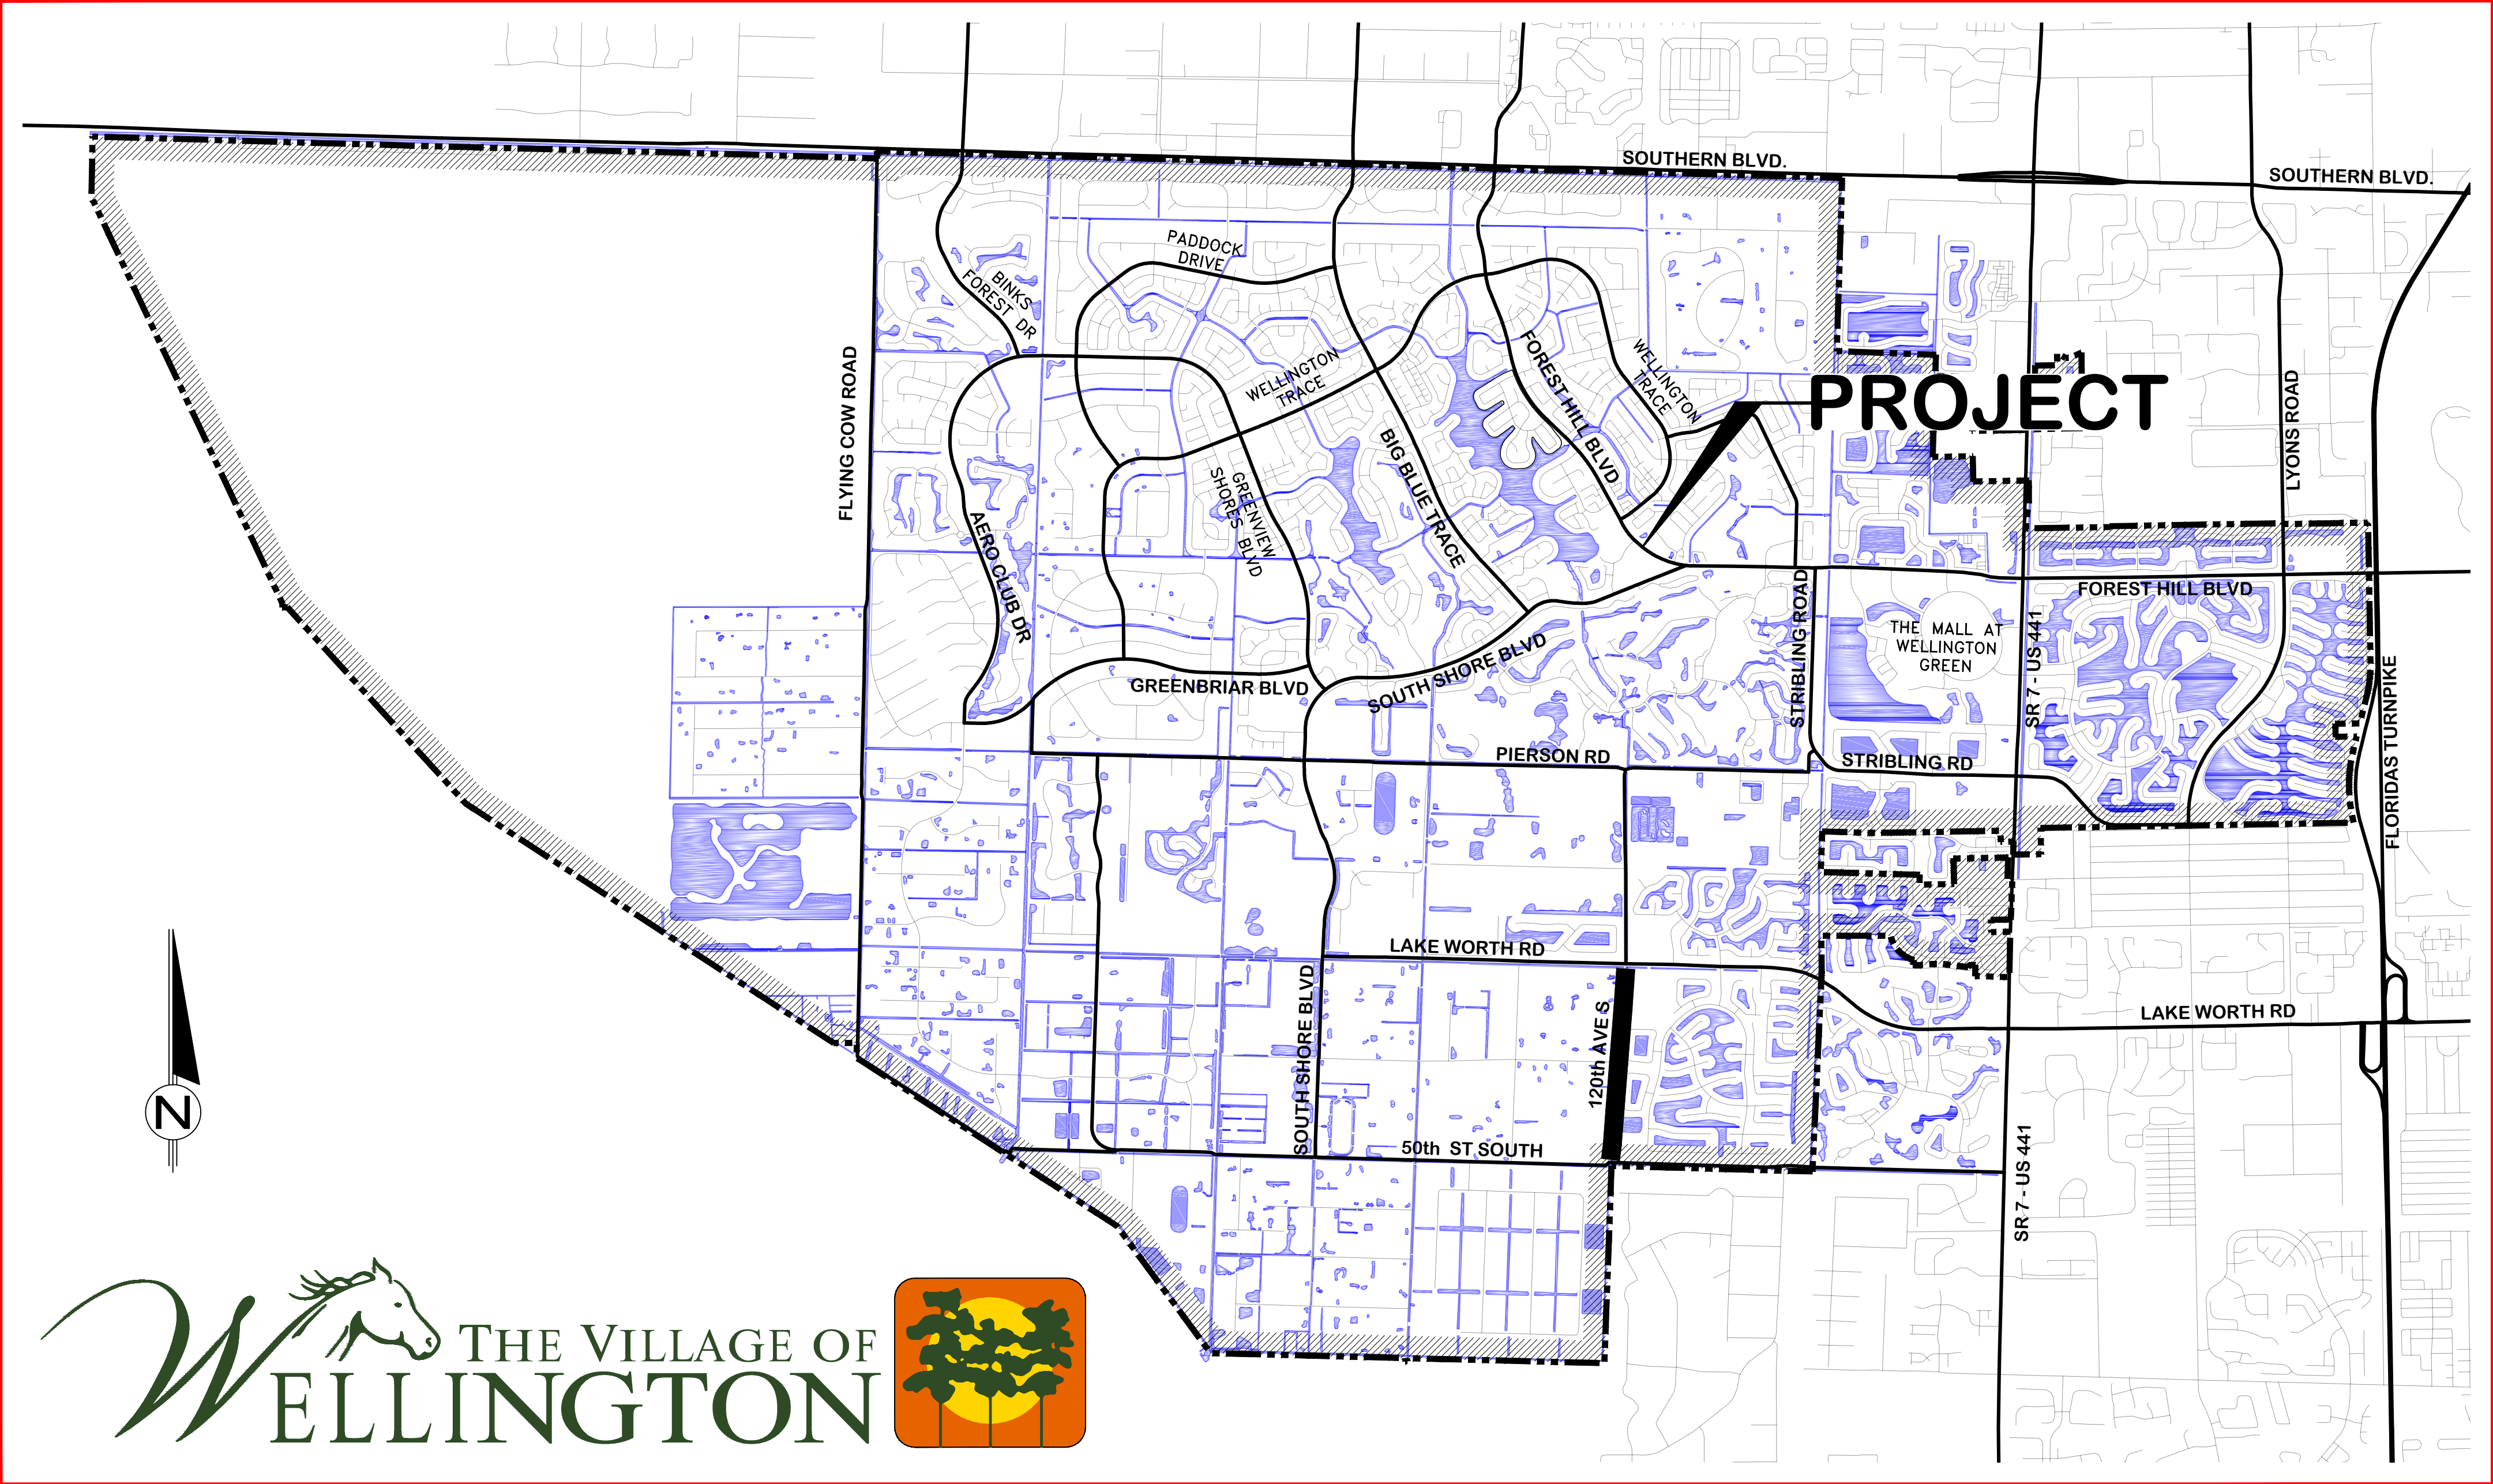 SOUTHERN BLVD.
SOUTHERN BLVD.
PADDOCK
DRIVE
BINKS
FOREST DR
FLYING COW ROAD
WELLINGTON
TRACE
FOREST HILL BLVD
WELLINGTON
TRACE
PROJECT
LYONS ROAD
BIG BLUE TRACE
GREENVIEW
SHORES BLVD
AERO CLUB DR
FOREST HILL BLVD
THE MALL AT
WELLINGTON
GREEN
STRIBLING ROAD
SR 7 - US 441
GREENBRIAR BLVD
SOUTH SHORE BLVD
FLORIDAS TURNPIKE
PIERSON RD
STRIBLING RD
LAKE WORTH RD
SOUTH SHORE BLVD
120th AVE S
LAKE WORTH RD
N
50th ST SOUTH
SR 7 - US 441
THE VILLAGE OF
WELLINGTON